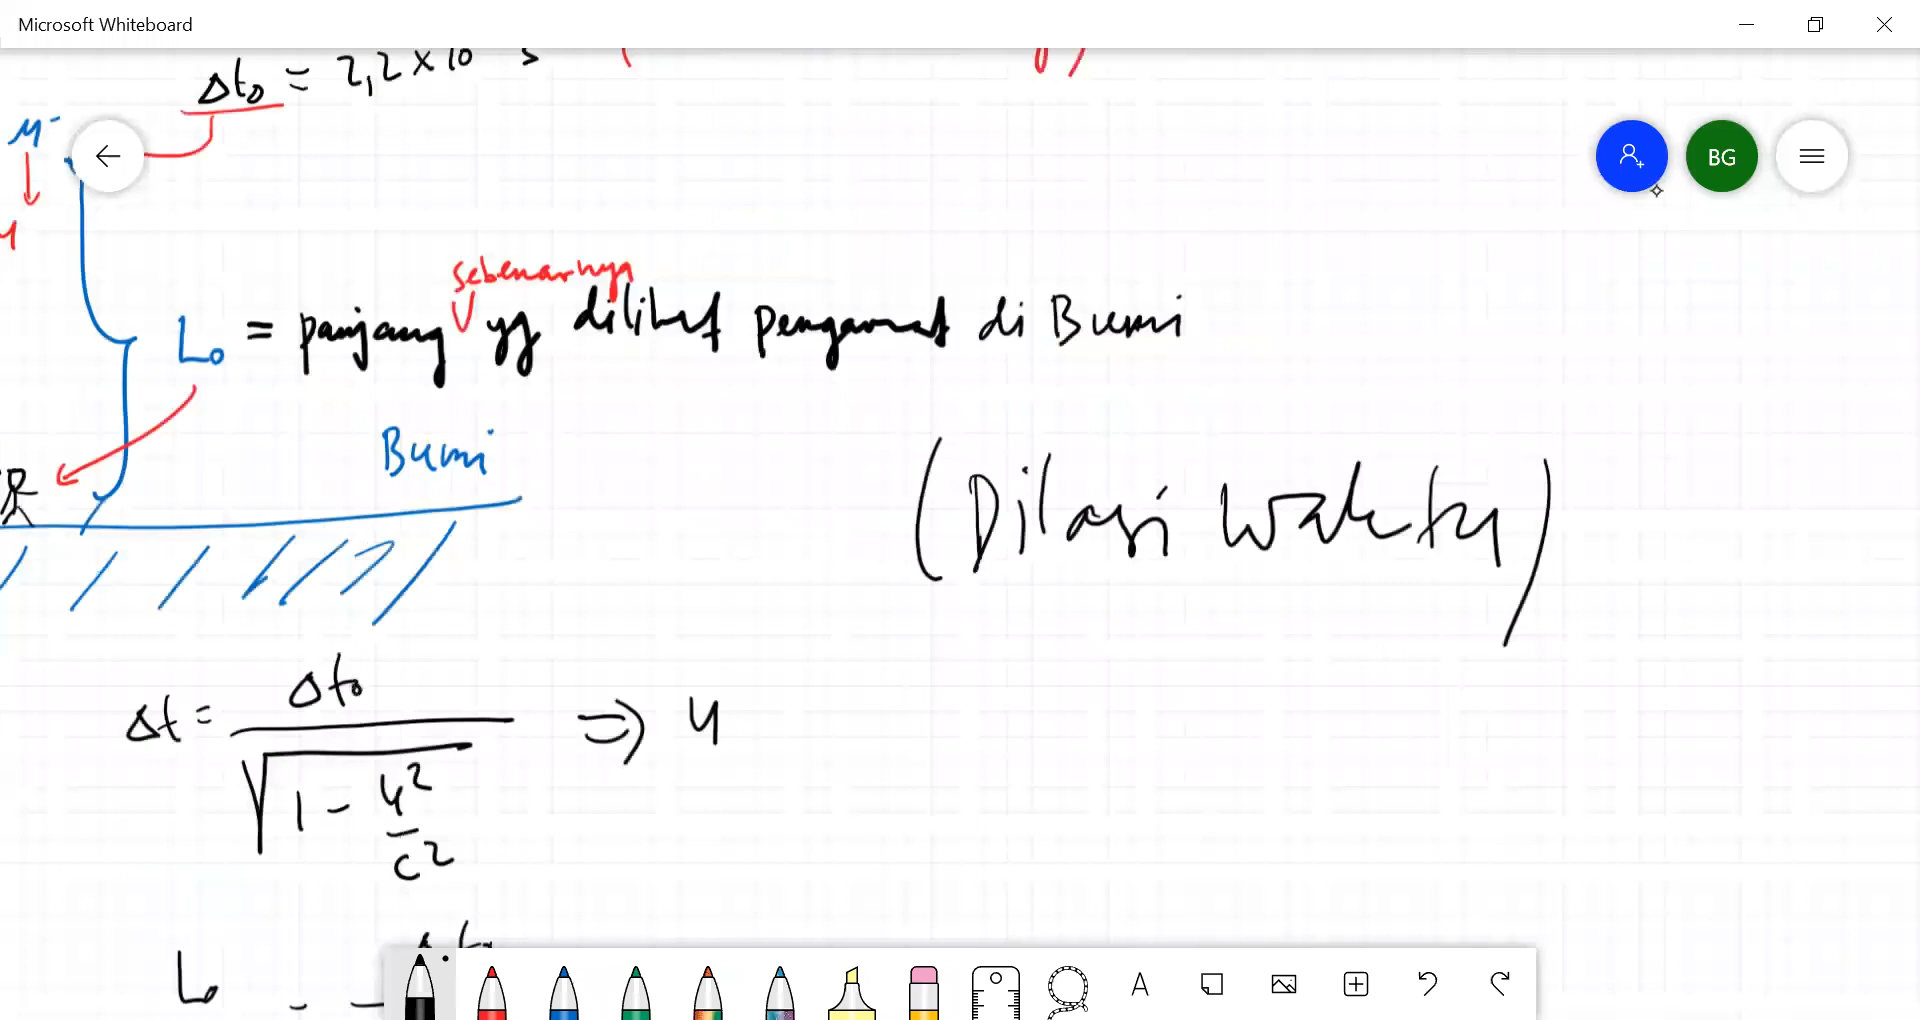 Microsoft Whiteboard
Δt₀ = 2,2 × 10 s
μ⁻
BG
sebenarnya
L₀ = panjang yg dilihat pengamat di Bumi
Bumi
(Dilasi waktu)
Δt = Δt₀ / √(1 - u²/c²) ⇒ u
L₀ = Δt₀
A